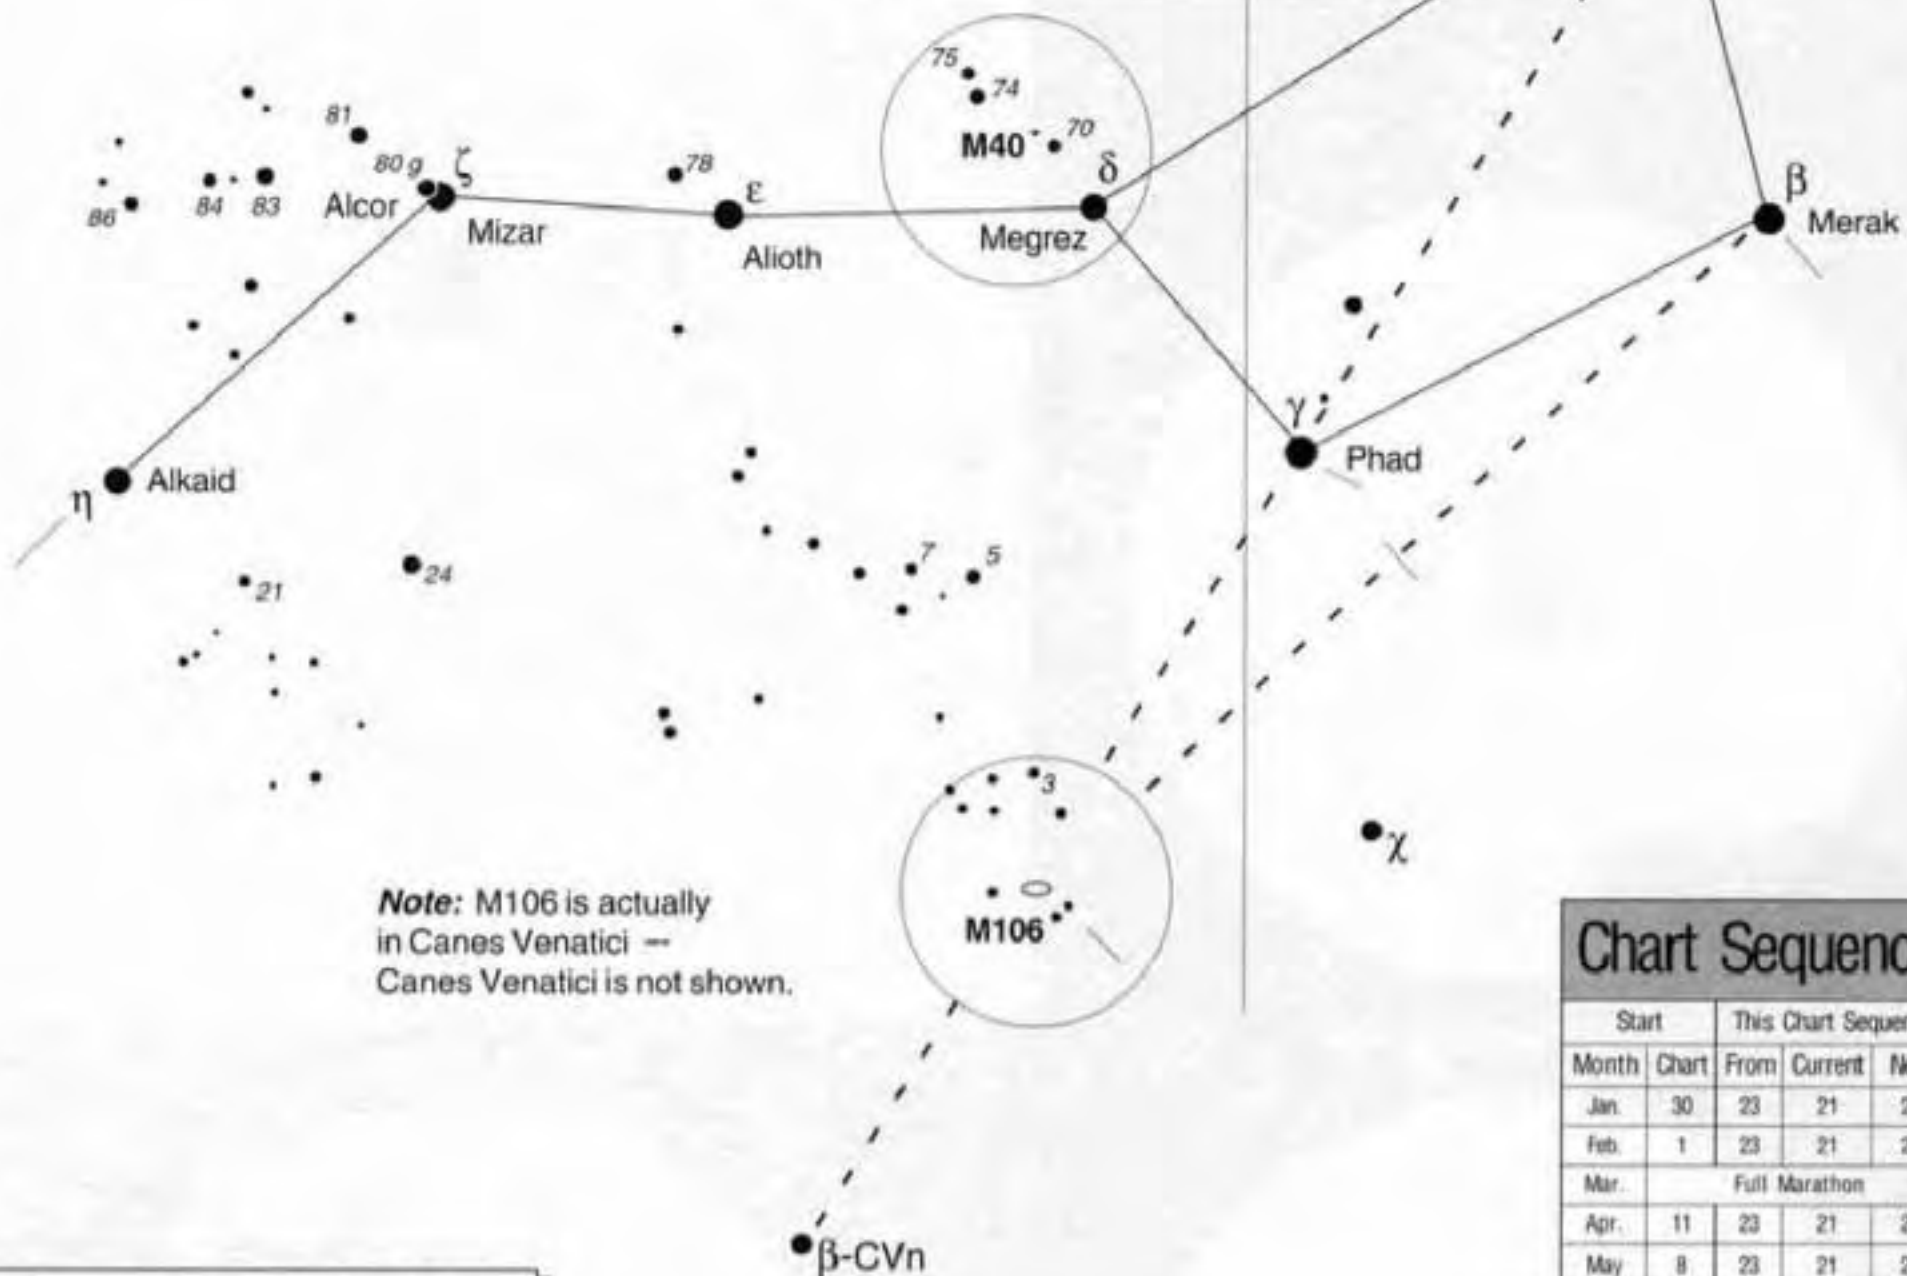 75
74
81
M40
70
80 g
ζ
78
δ
ε
β
86
84
83
Alcor
Mizar
Megrez
Merak
Alioth
γ
Phad
η
Alkaid
7
5
24
21
3
χ
Note: M106 is actually
in Canes Venatici --
Canes Venatici is not shown.
M106
β-CVn
Chart
Start
This Chart
Month Chart From Current
Jan. 30 23 21
Feb. 1 23 21
Mar. Full Marathon
Apr. 11 23 21
May 8 23 21